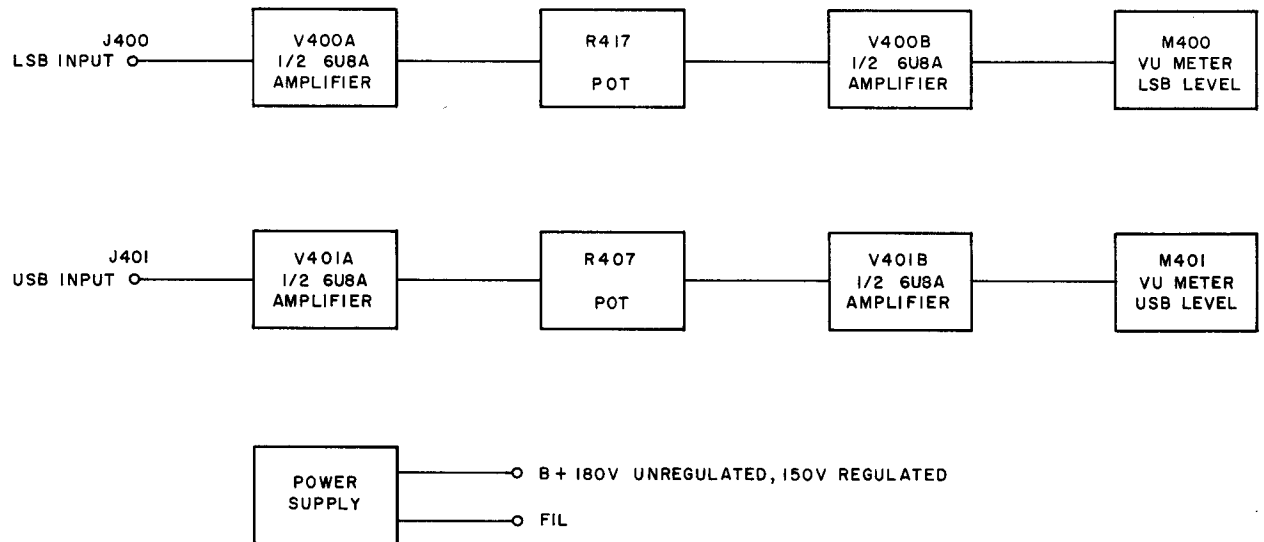 J400
LSB INPUT
V400A
1/2 6U8A
AMPLIFIER
R417
POT
V400B
1/2 6U8A
AMPLIFIER
M400
VU METER
LSB LEVEL
J401
USB INPUT
V401A
1/2 6U8A
AMPLIFIER
R407
POT
V401B
1/2 6U8A
AMPLIFIER
M401
VU METER
USB LEVEL
POWER
SUPPLY
B+ 180V UNREGULATED, 150V REGULATED
FIL